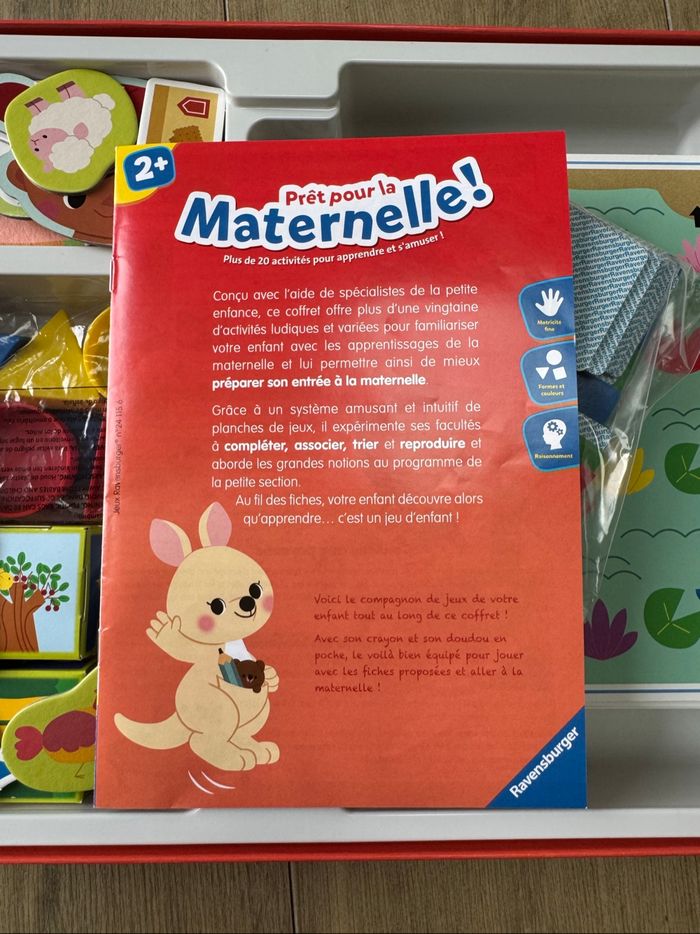 2+
Prêt pour la
Maternelle!
Plus de 20 activités pour apprendre et s'amuser !
Conçu avec l'aide de spécialistes de la petite
enfance, ce coffret offre plus d'une vingtaine
d'activités ludiques et variées pour familiariser
votre enfant avec les apprentissages de la
maternelle et lui permettre ainsi de mieux
préparer son entrée à la maternelle.
Grâce à un système amusant et intuitif de
planches de jeux, il expérimente ses facultés
à compléter, associer, trier et reproduire et
aborde les grandes notions au programme de
la petite section.
Au fil des fiches, votre enfant découvre alors
qu'apprendre... c'est un jeu d'enfant !
Motricité
fine
Formes et
couleurs
Raisonnement
Jeux Ravensburger® n°24 115 6
Voici le compagnon de jeux de votre
enfant tout au long de ce coffret !
Avec son crayon et son doudou en
poche, le voilà bien équipé pour jouer
avec les fiches proposées et aller à la
maternelle !
Ravensburger